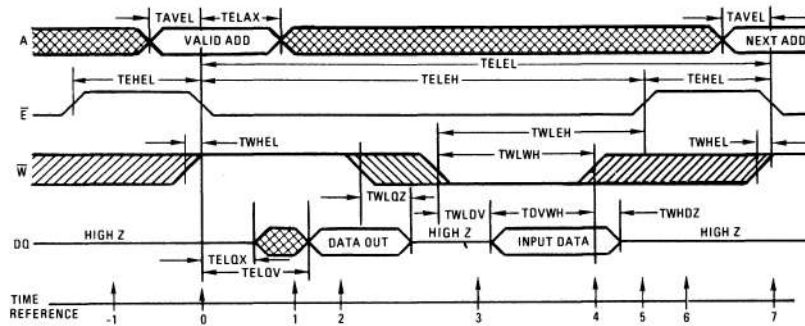 TAVEL TELAX TAVEL
A VALID ADD NEXT ADD
TELEL
TEHEL TELEH TEHEL
E
TWLEH
TWHEL TWLWH TWHEL
W
TWLQZ
TWLDV TDVWH TWHDZ
DQ HIGH Z DATA OUT HIGH Z INPUT DATA HIGH Z
TELQX
TELQV
TIME
REFERENCE
-1 0 1 2 3 4 5 6 7